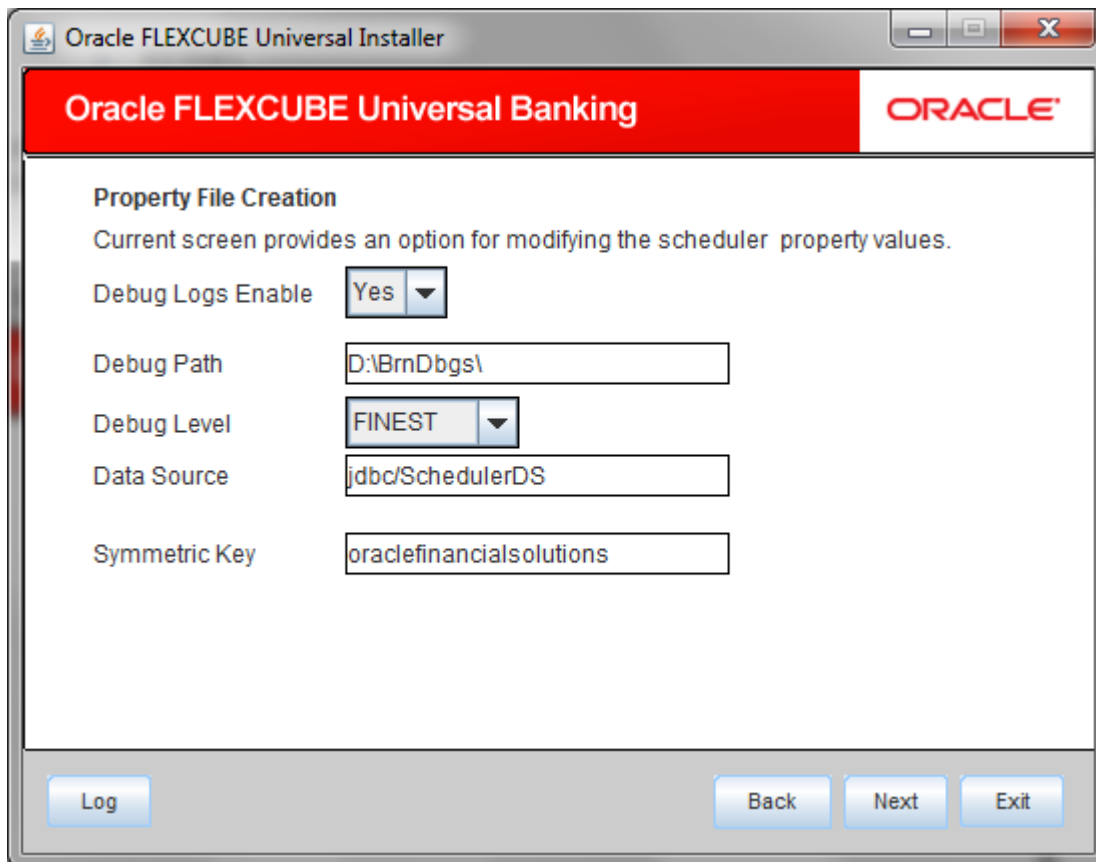 Oracle FLEXCUBE Universal Installer
Oracle FLEXCUBE Universal Banking
ORACLE
Property File Creation
Current screen provides an option for modifying the scheduler  property values.
Debug Logs Enable Yes
Debug Path D:\BrnDbgs\
Debug Level FINEST
Data Source jdbc/SchedulerDS
Symmetric Key oraclefinancialsolutions
Log Back Next Exit